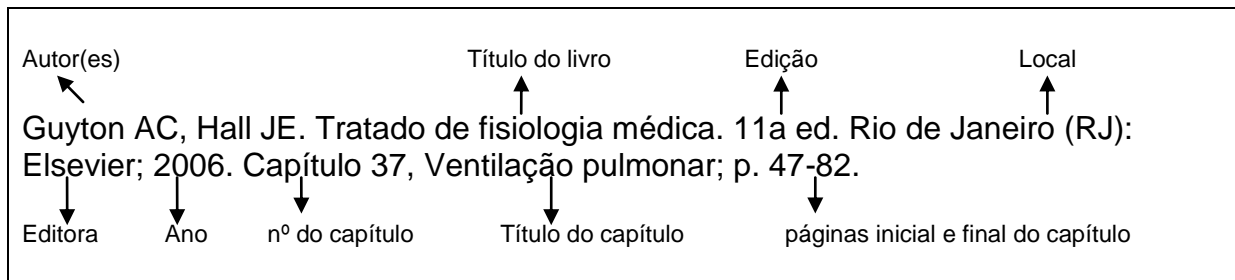 Autor(es) Título do livro Edição Local
Guyton AC, Hall JE. Tratado de fisiologia médica. 11a ed. Rio de Janeiro (RJ):
Elsevier; 2006. Capítulo 37, Ventilação pulmonar; p. 47-82.
Editora Ano nº do capítulo Título do capítulo páginas inicial e final do capítulo